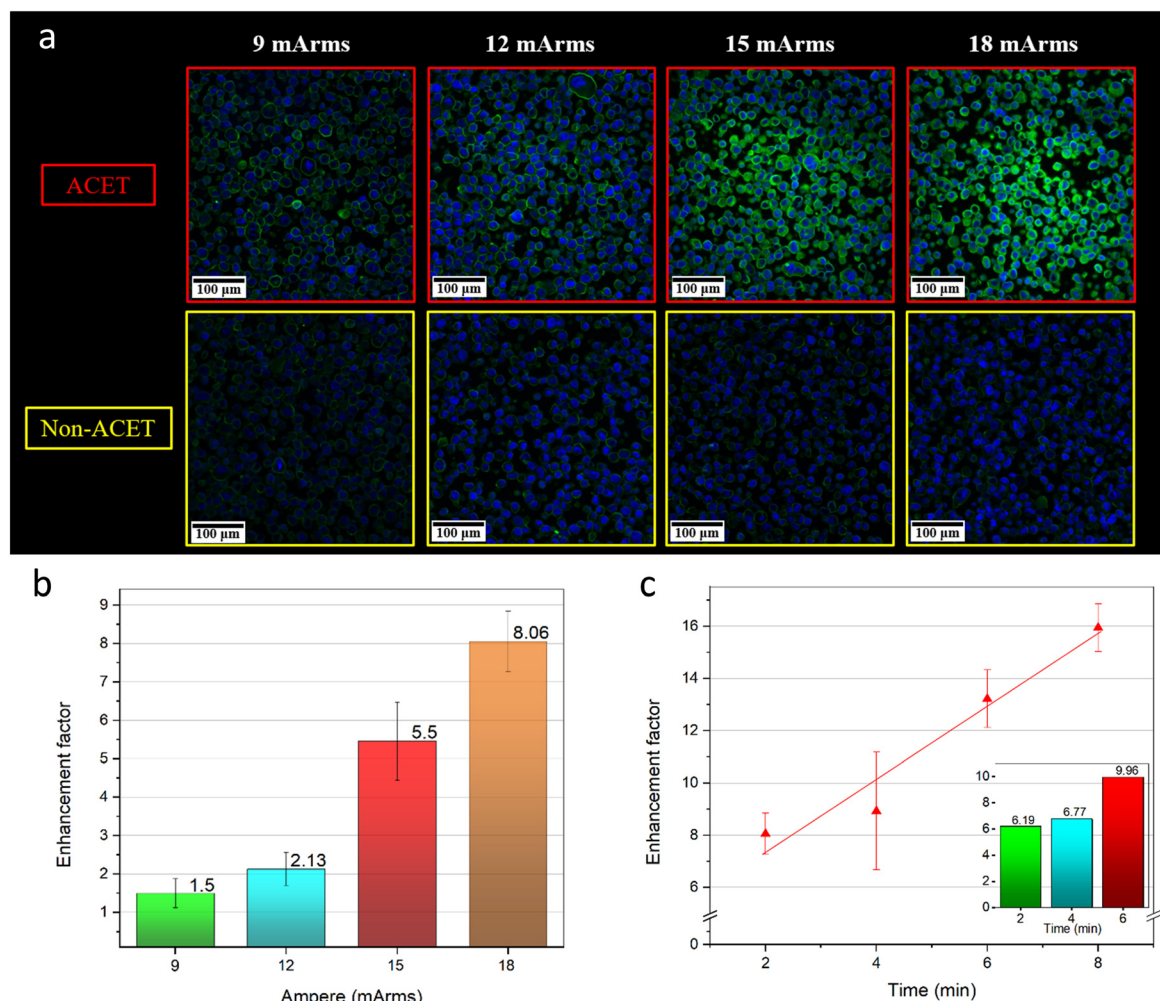 a
9 mArms 12 mArms 15 mArms 18 mArms
ACET
100 μm 100 μm 100 μm 100 μm
Non-ACET
100 μm 100 μm 100 μm 100 μm
b
Enhancement factor
9
8
7
6
5
4
3
2
1
1.5
2.13
5.5
8.06
9 12 15 18
Ampere (mArms)
c
Enhancement factor
16
14
12
10
8
6
0
2 4 6 8
Time (min)
10
8
6
4
2
0
6.19
6.77
9.96
2 4 6
Time (min)